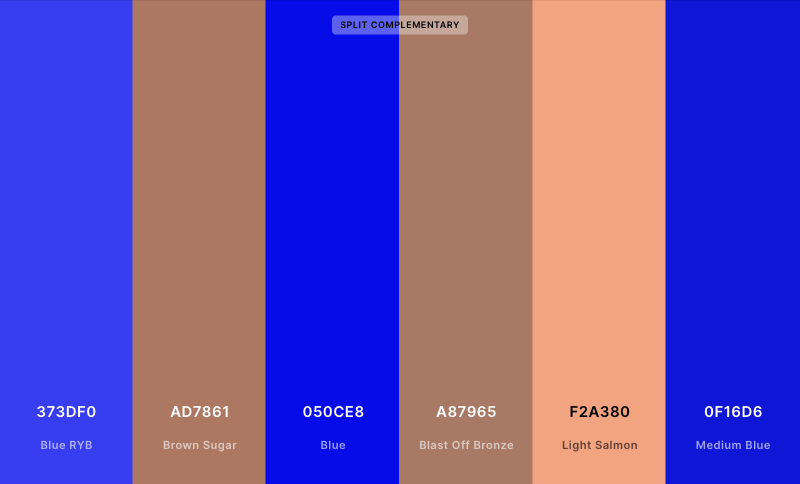 SPLIT COMPLEMENTARY
373DF0 AD7861 050CE8 A87965 F2A380 0F16D6
Blue RYB Brown Sugar Blue Blast Off Bronze Light Salmon Medium Blue